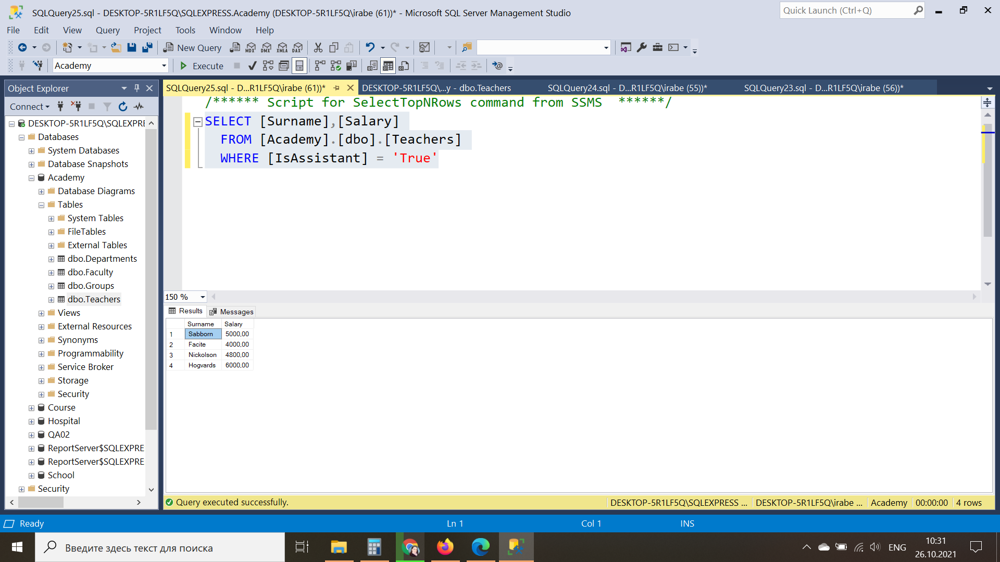 SQLQuery25.sql - DESKTOP-5R1LF5Q\SQLEXPRESS.Academy (DESKTOP-5R1LF5Q\irabe (61))* - Microsoft SQL Server Management Studio
Quick Launch (Ctrl+Q)
File Edit View Query Project Tools Window Help
New Query MDX DMX XMLA DAX
Academy Execute
Object Explorer
SQLQuery25.sql - D...R1LF5Q\irabe (61))* DESKTOP-5R1LF5Q\...y - dbo.Teachers SQLQuery24.sql - D...R1LF5Q\irabe (55))* SQLQuery23.sql - D...R1LF5Q\irabe (56))*
Connect
DESKTOP-5R1LF5Q\SQLEXPRE
Databases
System Databases
Database Snapshots
Academy
Database Diagrams
Tables
System Tables
FileTables
External Tables
dbo.Departments
dbo.Faculty
dbo.Groups
dbo.Teachers
Views
External Resources
Synonyms
Programmability
Service Broker
Storage
Security
Course
Hospital
QA02
ReportServer$SQLEXPRE
ReportServer$SQLEXPRE
School
Security
/****** Script for SelectTopNRows command from SSMS ******/
SELECT [Surname],[Salary]
FROM [Academy].[dbo].[Teachers]
WHERE [IsAssistant] = 'True'
150 %
Results Messages
Surname Salary
1 Sabborn 5000,00
2 Facite 4000,00
3 Nickolson 4800,00
4 Hogvards 6000,00
Query executed successfully. DESKTOP-5R1LF5Q\SQLEXPRESS ... DESKTOP-5R1LF5Q\irabe ... Academy 00:00:00 4 rows
Ready Ln 1 Col 1 INS
Введите здесь текст для поиска
ENG
10:31
26.10.2021